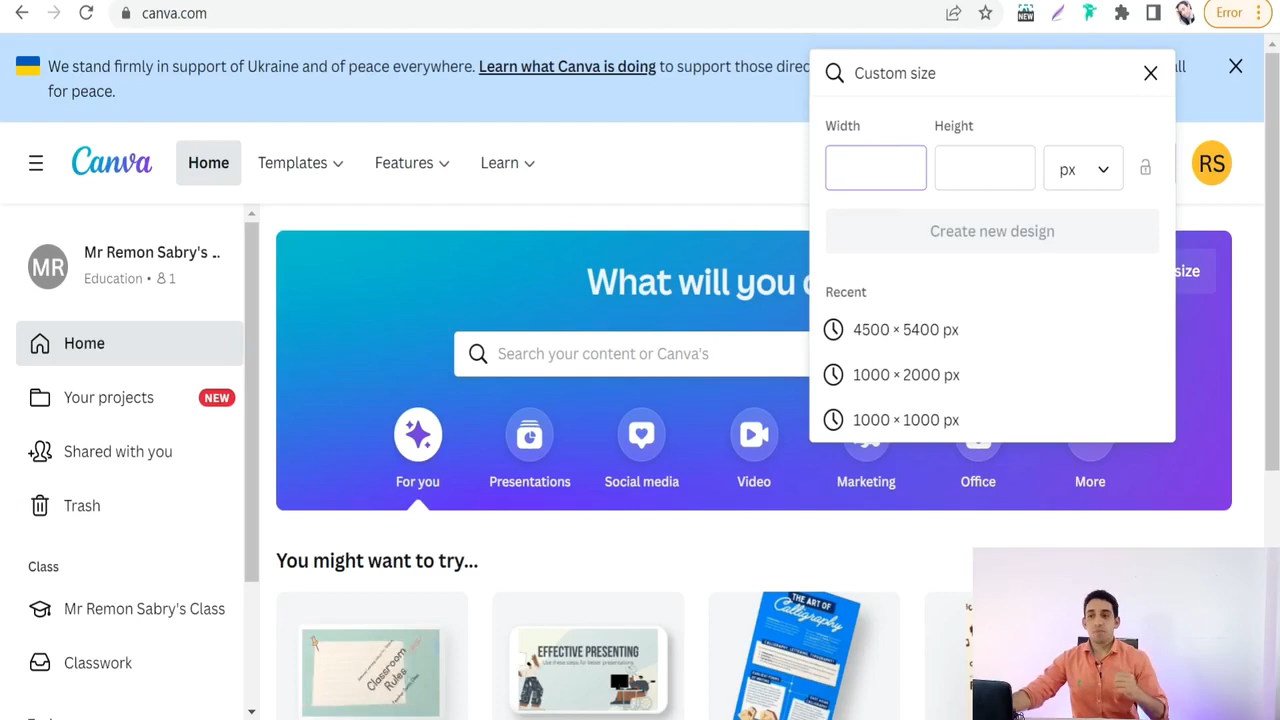 canva.com
NEW
Error
We stand firmly in support of Ukraine and of peace everywhere. Learn what Canva is doing to support those direc
all
for peace.
Custom size
Width
Height
px
Create new design
Recent
4500 × 5400 px
1000 × 2000 px
1000 × 1000 px
Canva
Home
Templates
Features
Learn
RS
MR
Mr Remon Sabry's ..
Education • 1
Home
Your projects
NEW
Shared with you
Trash
Class
Mr Remon Sabry's Class
Classwork
What will you d
size
Search your content or Canva's
For you
Presentations
Social media
Video
Marketing
Office
More
You might want to try...
Classroom
Rules
EFFECTIVE PRESENTING
THE ART OF
Calligraphy